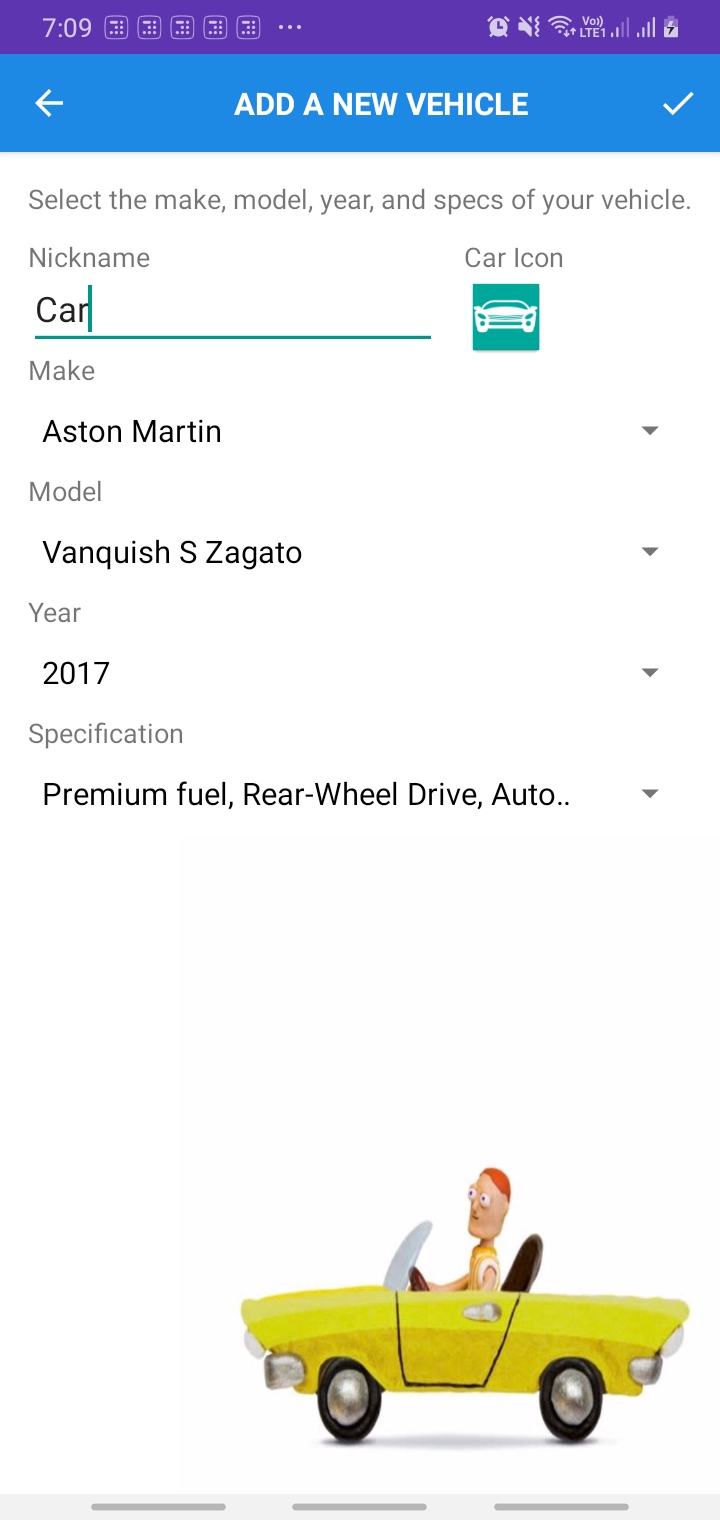 7:09
Vo))
LTE1
ADD A NEW VEHICLE
Select the make, model, year, and specs of your vehicle.
Nickname
Car Icon
Car
Make
Aston Martin
Model
Vanquish S Zagato
Year
2017
Specification
Premium fuel, Rear-Wheel Drive, Auto..